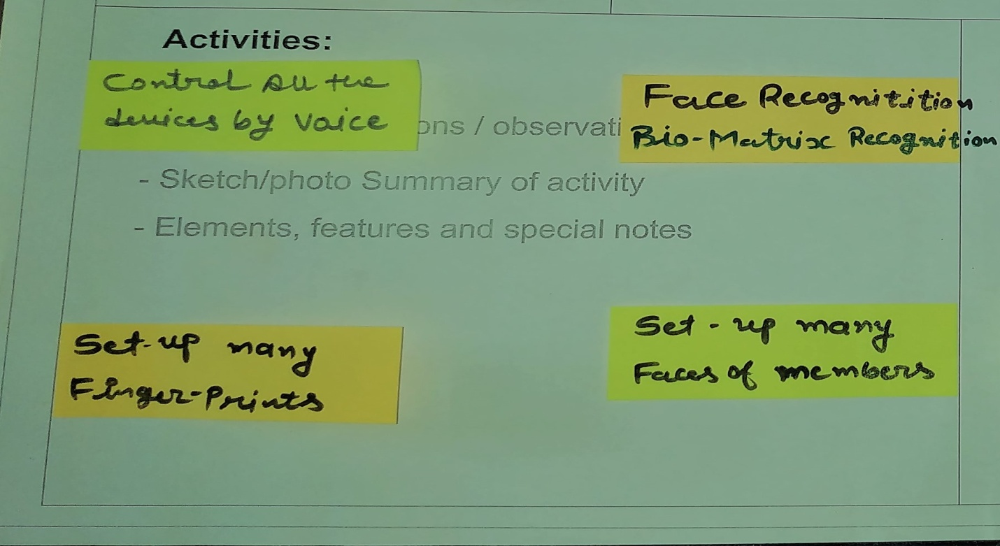 Activities:
Control All the
devices by Voice
ons / observati
Face Recognitition
Bio-Matrix Recognition
- Sketch/photo Summary of activity
- Elements, features and special notes
Set-up many
Finger-Prints
Set-up many
Faces of members